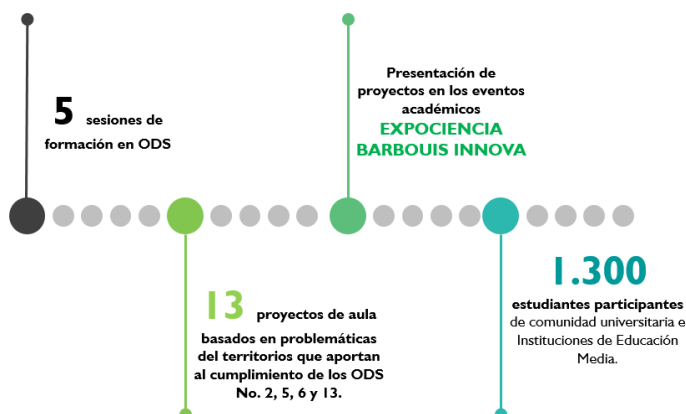 5 sesiones de
formación en ODS
13 proyectos de aula
basados en problemáticas
del territorios que aportan
al cumplimiento de los ODS
No. 2, 5, 6 y 13.
Presentación de
proyectos en los eventos
académicos
EXPOCIENCIA
BARBOUIS INNOVA
1.300
estudiantes participantes
de comunidad universitaria e
Instituciones de Educación
Media.